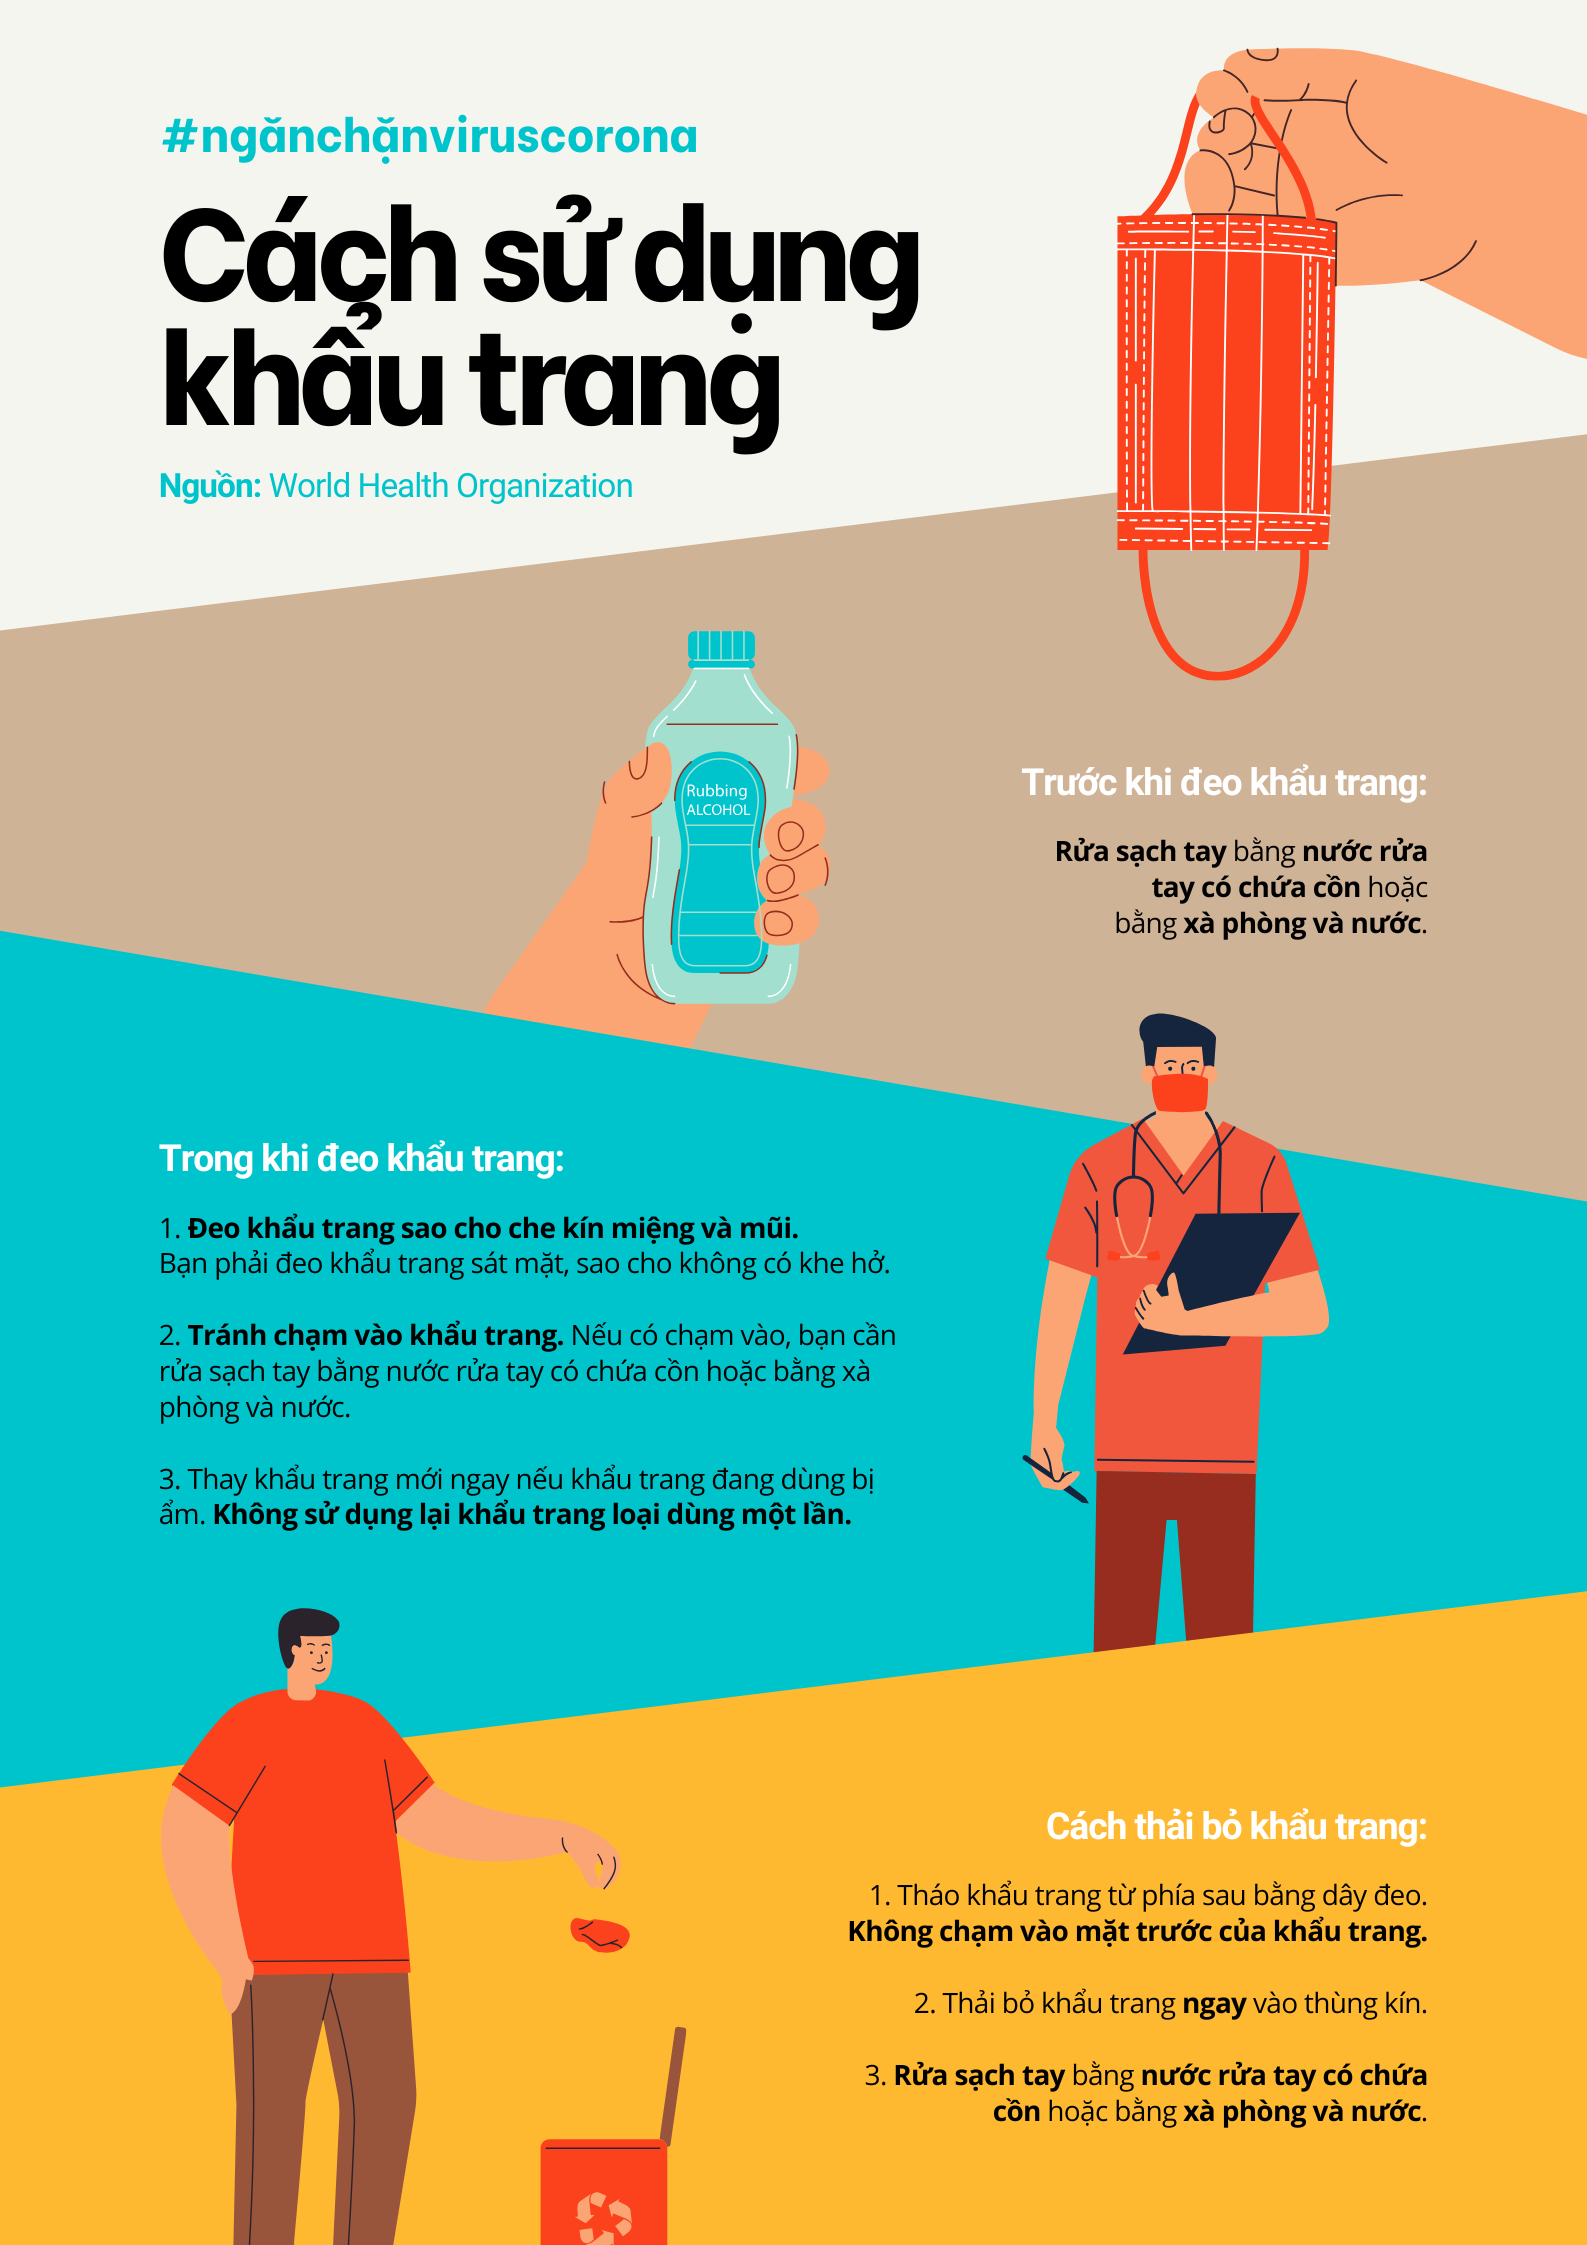 #ngănchặnviruscorona
Cách sử dụng
khẩu trang
Nguồn: World Health Organization
Rubbing
ALCOHOL
Trước khi đeo khẩu trang:
Rửa sạch tay bằng nước rửa
tay có chứa cồn hoặc
bằng xà phòng và nước.
Trong khi đeo khẩu trang:
1. Đeo khẩu trang sao cho che kín miệng và mũi.
Bạn phải đeo khẩu trang sát mặt, sao cho không có khe hở.
2. Tránh chạm vào khẩu trang. Nếu có chạm vào, bạn cần
rửa sạch tay bằng nước rửa tay có chứa cồn hoặc bằng xà
phòng và nước.
3. Thay khẩu trang mới ngay nếu khẩu trang đang dùng bị
ẩm. Không sử dụng lại khẩu trang loại dùng một lần.
Cách thải bỏ khẩu trang:
1. Tháo khẩu trang từ phía sau bằng dây đeo.
Không chạm vào mặt trước của khẩu trang.
2. Thải bỏ khẩu trang ngay vào thùng kín.
3. Rửa sạch tay bằng nước rửa tay có chứa
cồn hoặc bằng xà phòng và nước.